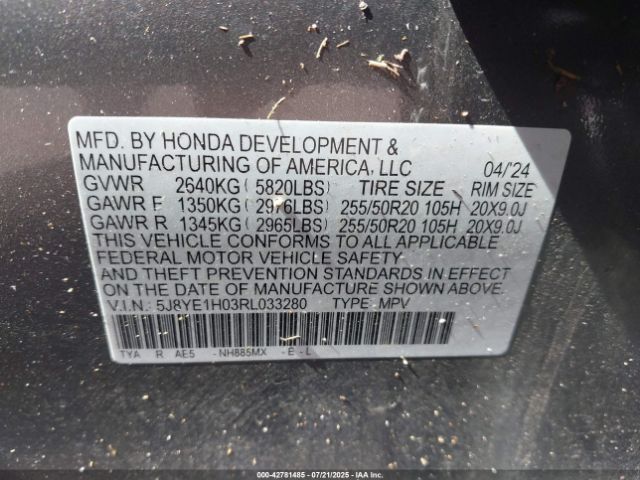 MFD. BY HONDA DEVELOPMENT &
MANUFACTURING OF AMERICA, LLC 04/'24
GVWR 2640KG ( 5820LBS) TIRE SIZE RIM SIZE
GAWR F 1350KG ( 2976LBS) 255/50R20 105H 20X9.0J
GAWR R 1345KG ( 2965LBS) 255/50R20 105H 20X9.0J
THIS VEHICLE CONFORMS TO ALL APPLICABLE
FEDERAL MOTOR VEHICLE SAFETY, BUMPER,
AND THEFT PREVENTION STANDARDS IN EFFECT
ON THE DATE OF MANUFACTURE SHOWN ABOVE.
V.I.N.: 5J8YE1H03RL033280 TYPE: MPV
TYA R AE5 -NH885MX -E-L
000-42781485 07/21/2025 IAA Inc.